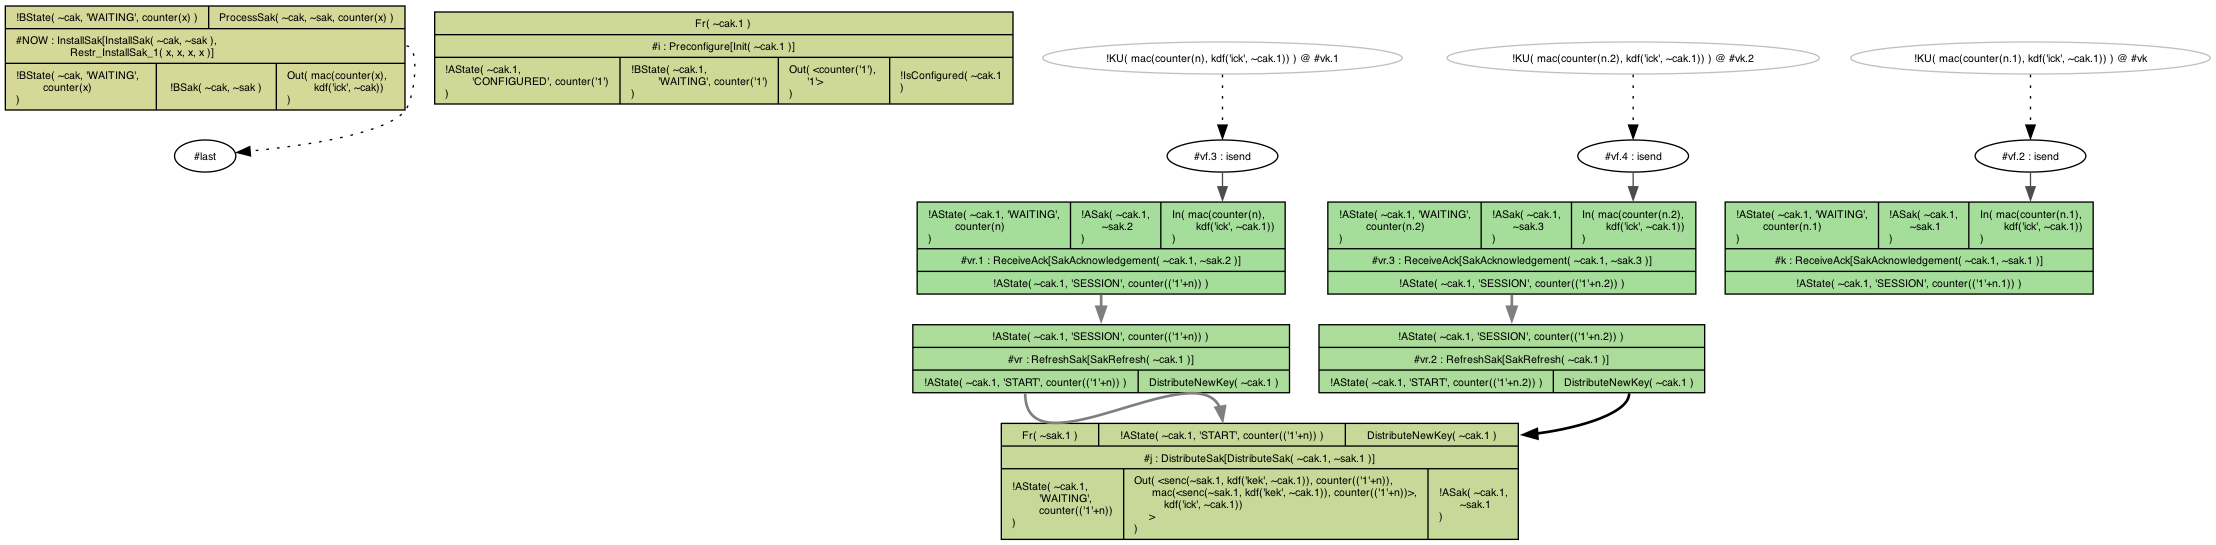 !BState( ~cak, 'WAITING', counter(x) )
ProcessSak( ~cak, ~sak, counter(x) )
#NOW : InstallSak[InstallSak( ~cak, ~sak ),
Restr_InstallSak_1( x, x, x, x )]
!BState( ~cak, 'WAITING',
counter(x)
)
!BSak( ~cak, ~sak )
Out( mac(counter(x),
kdf('ick', ~cak))
)
#last
Fr( ~cak.1 )
#i : Preconfigure[Init( ~cak.1 )]
!AState( ~cak.1,
'CONFIGURED', counter('1')
)
!BState( ~cak.1,
'WAITING', counter('1')
)
Out( <counter('1'),
'1'>
)
!IsConfigured( ~cak.1
)
!KU( mac(counter(n), kdf('ick', ~cak.1)) ) @ #vk.1
!KU( mac(counter(n.2), kdf('ick', ~cak.1)) ) @ #vk.2
!KU( mac(counter(n.1), kdf('ick', ~cak.1)) ) @ #vk
#vf.3 : isend
#vf.4 : isend
#vf.2 : isend
!AState( ~cak.1, 'WAITING',
counter(n)
)
!ASak( ~cak.1,
~sak.2
)
In( mac(counter(n),
kdf('ick', ~cak.1))
)
#vr.1 : ReceiveAck[SakAcknowledgement( ~cak.1, ~sak.2 )]
!AState( ~cak.1, 'SESSION', counter(('1'+n)) )
!AState( ~cak.1, 'WAITING',
counter(n.2)
)
!ASak( ~cak.1,
~sak.3
)
In( mac(counter(n.2),
kdf('ick', ~cak.1))
)
#vr.3 : ReceiveAck[SakAcknowledgement( ~cak.1, ~sak.3 )]
!AState( ~cak.1, 'SESSION', counter(('1'+n.2)) )
!AState( ~cak.1, 'WAITING',
counter(n.1)
)
!ASak( ~cak.1,
~sak.1
)
In( mac(counter(n.1),
kdf('ick', ~cak.1))
)
#k : ReceiveAck[SakAcknowledgement( ~cak.1, ~sak.1 )]
!AState( ~cak.1, 'SESSION', counter(('1'+n.1)) )
!AState( ~cak.1, 'SESSION', counter(('1'+n)) )
#vr : RefreshSak[SakRefresh( ~cak.1 )]
!AState( ~cak.1, 'START', counter(('1'+n)) )
DistributeNewKey( ~cak.1 )
!AState( ~cak.1, 'SESSION', counter(('1'+n.2)) )
#vr.2 : RefreshSak[SakRefresh( ~cak.1 )]
!AState( ~cak.1, 'START', counter(('1'+n.2)) )
DistributeNewKey( ~cak.1 )
Fr( ~sak.1 )
!AState( ~cak.1, 'START', counter(('1'+n)) )
DistributeNewKey( ~cak.1 )
#j : DistributeSak[DistributeSak( ~cak.1, ~sak.1 )]
!AState( ~cak.1,
'WAITING',
counter(('1'+n))
)
Out( <senc(~sak.1, kdf('kek', ~cak.1)), counter(('1'+n)),
mac(<senc(~sak.1, kdf('kek', ~cak.1)), counter(('1'+n))>,
kdf('ick', ~cak.1))
>
)
!ASak( ~cak.1,
~sak.1
)